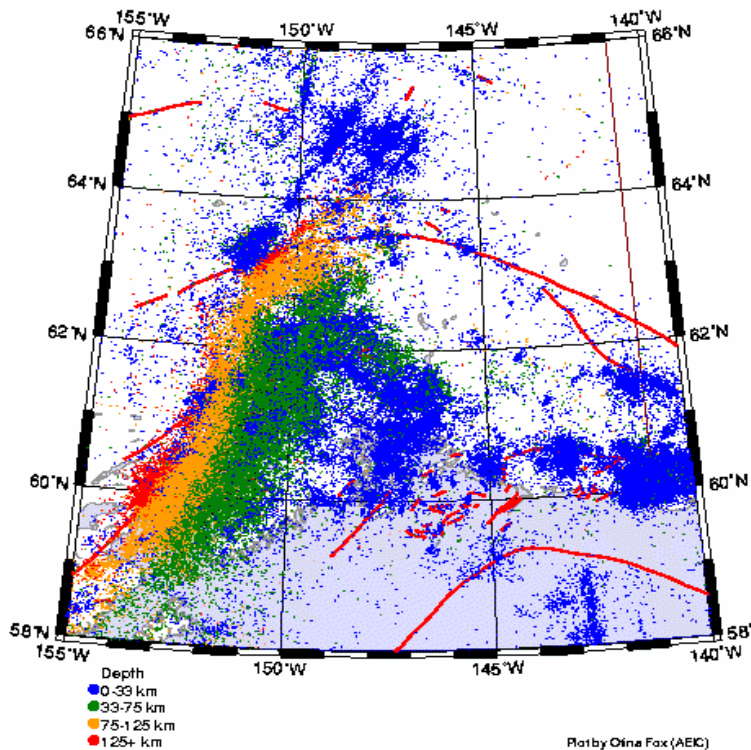 155°W 150°W 145°W 140°W
66°N 66°N
64°N 64°N
62°N 62°N
60°N 60°N
58°N 58°
155°W 150°W 145°W 140°W
Depth
0-33 km
33-75 km
75-125 km
125+ km
Plot by Gina Fox (AEIC)